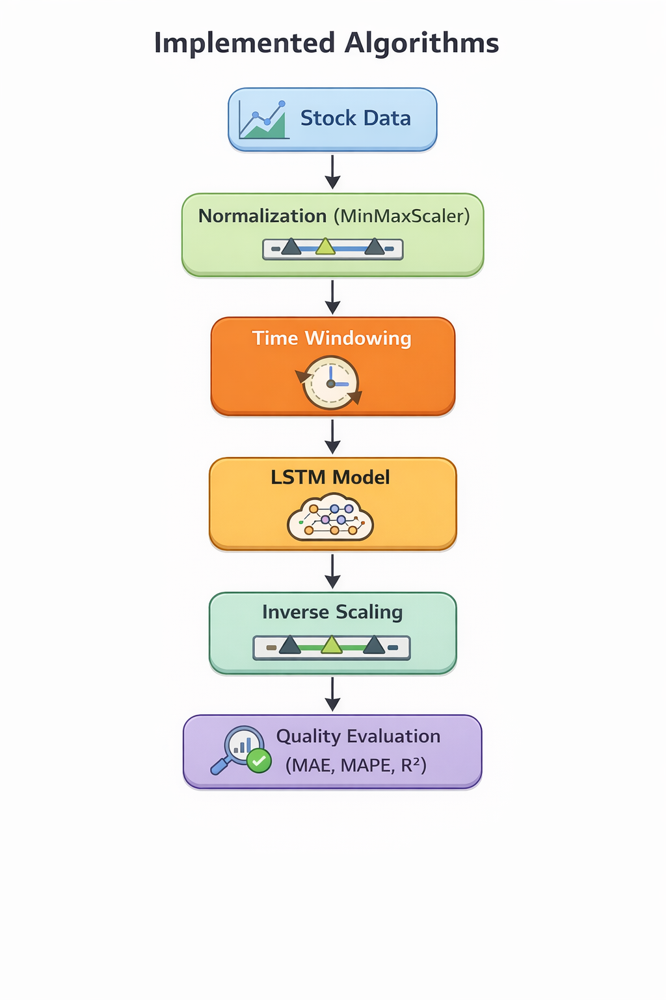 Implemented Algorithms
Stock Data
Normalization (MinMaxScaler)
Time Windowing
LSTM Model
Inverse Scaling
Quality Evaluation
(MAE, MAPE, R²)